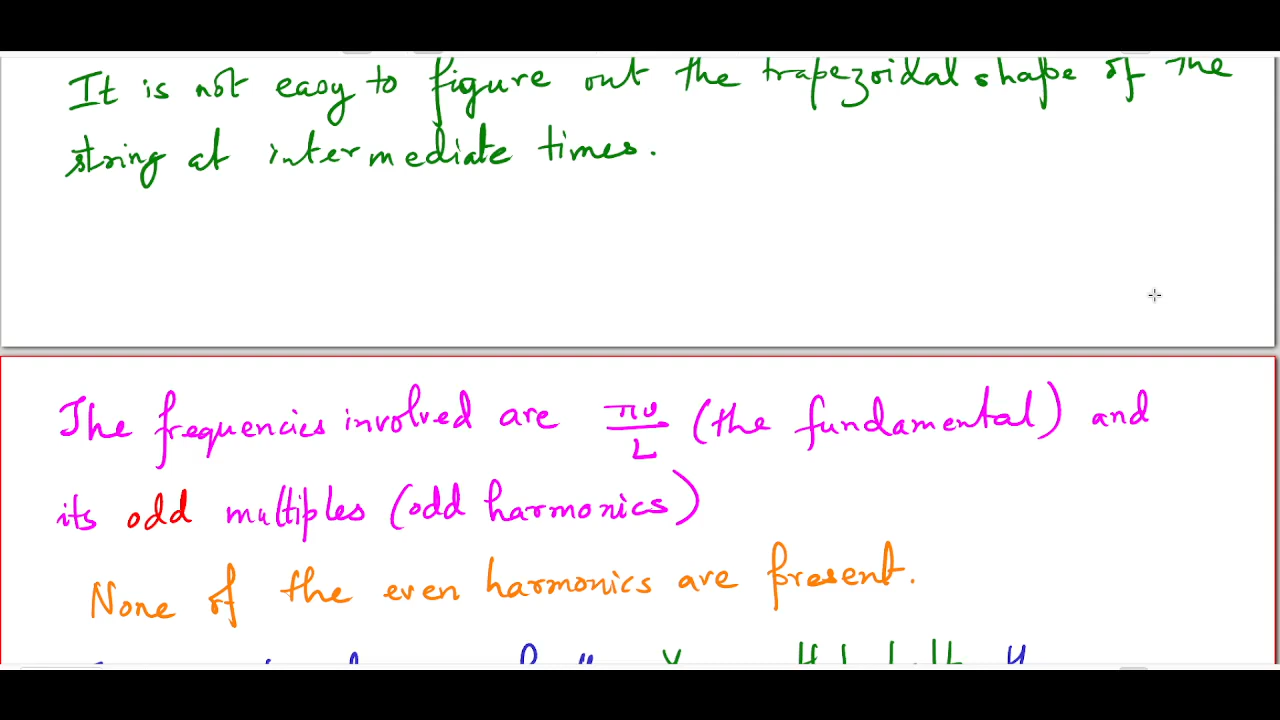 It is not easy to figure out the trapezoidal shape of the
string at intermediate times.
The frequencies involved are πυ/L (the fundamental) and
its odd multiples (odd harmonics)
None of the even harmonics are present.